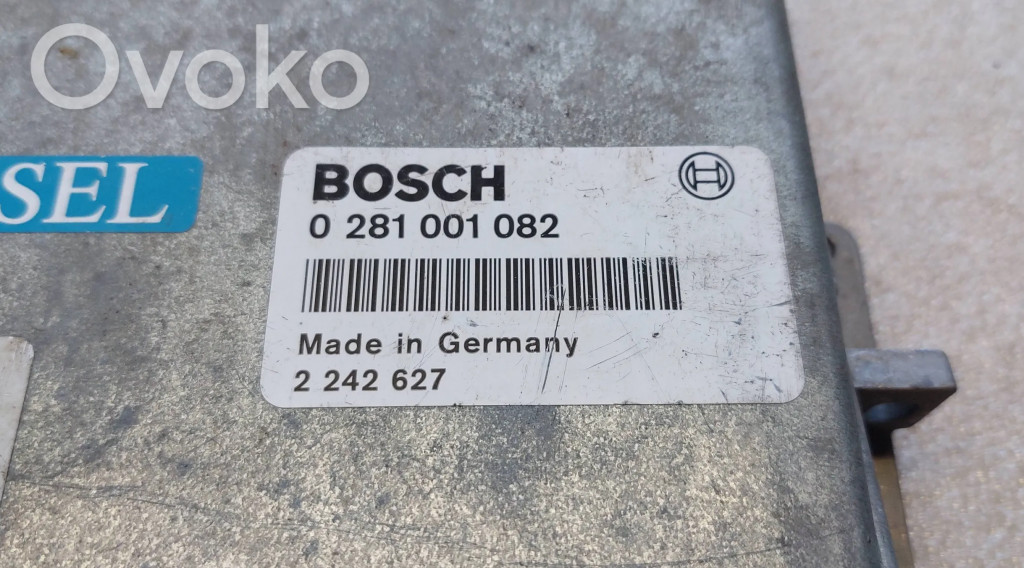 Ovoko
SEL
BOSCH
0 281 001 082
Made in Germany
2 242 627